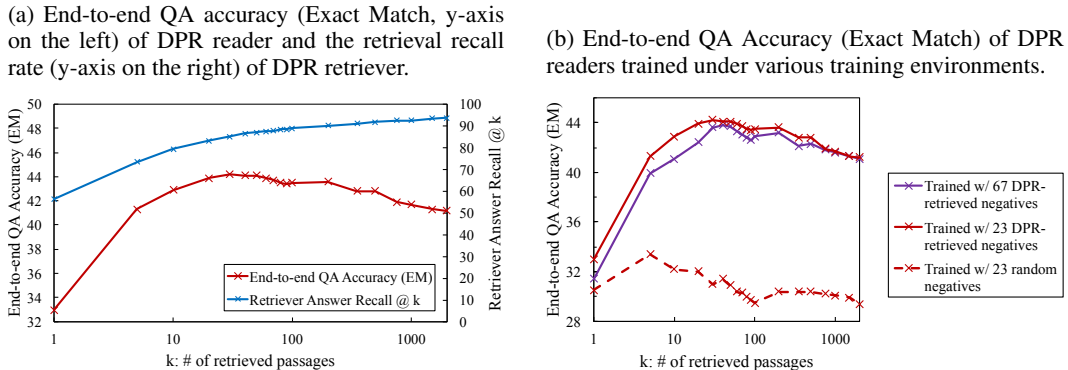 (a) End-to-end QA accuracy (Exact Match, y-axis
on the left) of DPR reader and the retrieval recall
rate (y-axis on the right) of DPR retriever.
50
48
46
44
42
40
38
36
34
32
End-to-end QA Accuracy (EM)
100
90
80
70
60
50
40
30
20
10
0
Retriever Answer Recall @ k
End-to-end QA Accuracy (EM)
Retriever Answer Recall @ k
1
10
100
1000
k: # of retrieved passages
(b) End-to-end QA Accuracy (Exact Match) of DPR
readers trained under various training environments.
44
40
36
32
28
End-to-end QA Accuracy (EM)
1
10
100
1000
k: # of retrieved passages
Trained w/ 67 DPR-
retrieved negatives
Trained w/ 23 DPR-
retrieved negatives
Trained w/ 23 random
negatives